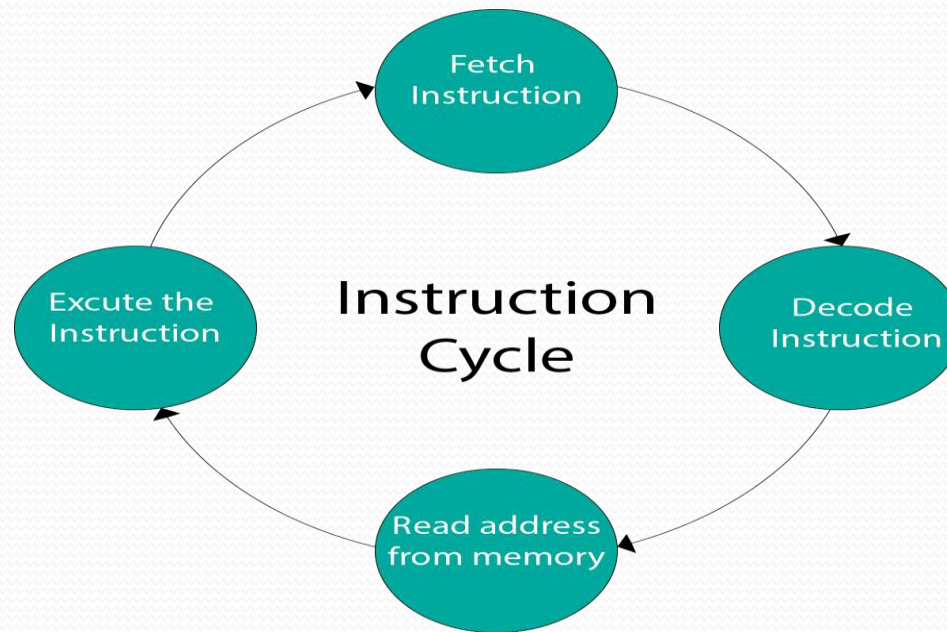 Fetch
Instruction
Excute the
Instruction
Instruction
Cycle
Decode
Instruction
Read address
from memory